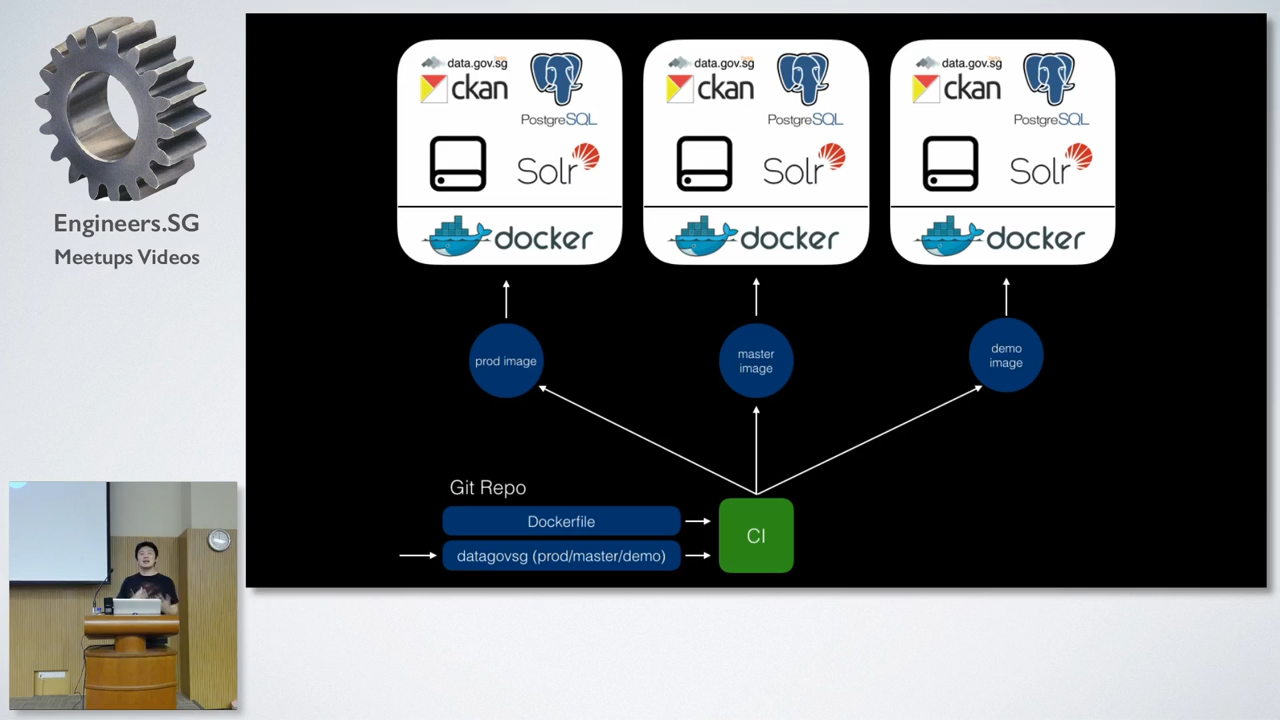 Engineers.SG
Meetups Videos
data.gov.sg
ckan
PostgreSQL
Solr
docker
data.gov.sg
ckan
PostgreSQL
Solr
docker
data.gov.sg
ckan
PostgreSQL
Solr
docker
prod image
master
image
demo
image
Git Repo
Dockerfile
datagovsg (prod/master/demo)
CI